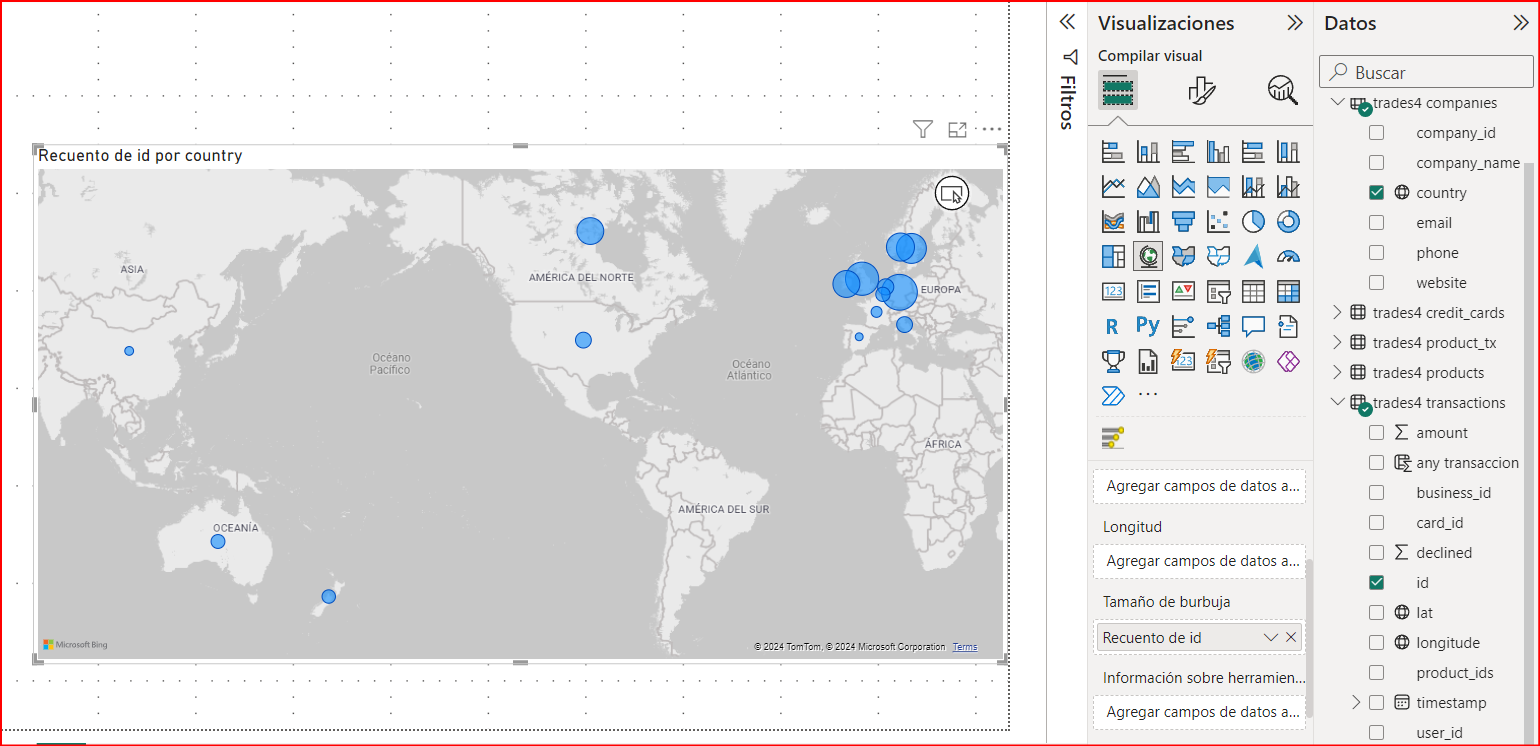 Recuento de id por country
ASIA
AMÉRICA DEL NORTE
EUROPA
Océano
Pacífico
Océano
Atlántico
ÁFRICA
AMÉRICA DEL SUR
OCEANÍA
Microsoft Bing
© 2024 TomTom, © 2024 Microsoft Corporation Terms
Filtros
Visualizaciones
Compilar visual
123
R
Py
123
...
Agregar campos de datos a...
Longitud
Agregar campos de datos a...
Tamaño de burbuja
Recuento de id
Información sobre herramien...
Agregar campos de datos a...
Datos
Buscar
trades4 companies
company_id
company_name
country
email
phone
website
trades4 credit_cards
trades4 product_tx
trades4 products
trades4 transactions
amount
any transaccion
business_id
card_id
declined
id
lat
longitude
product_ids
timestamp
user_id